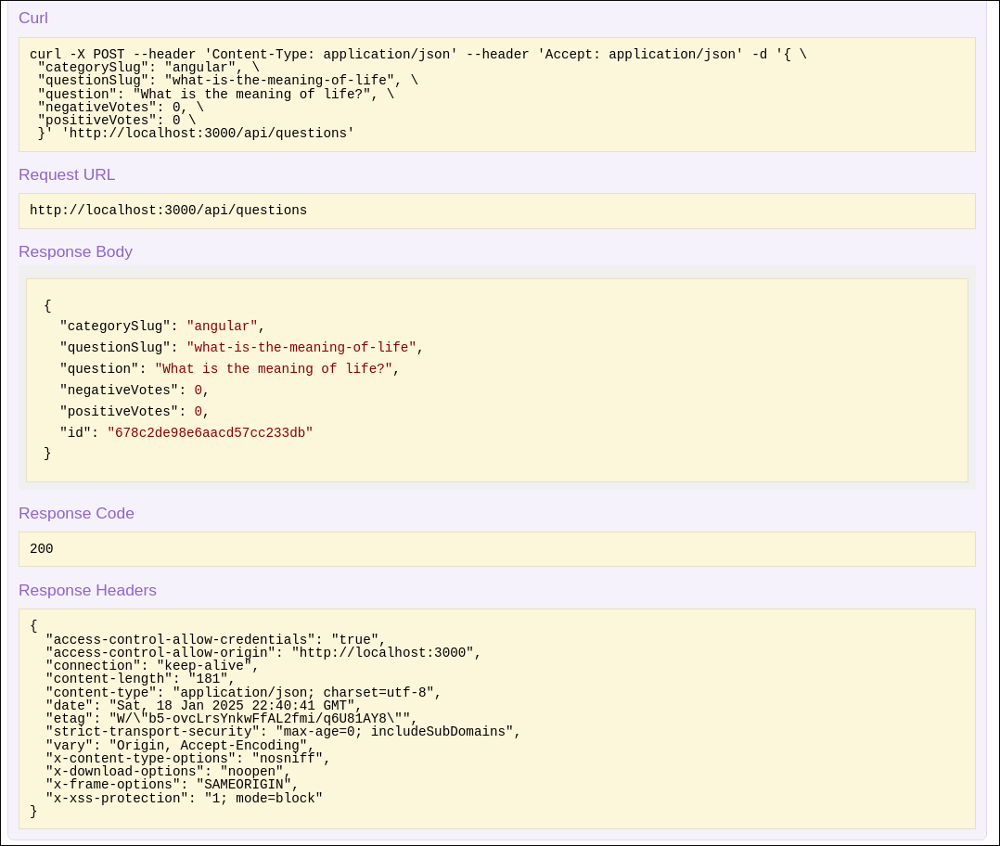 Curl
curl -X POST --header 'Content-Type: application/json' --header 'Accept: application/json' -d '{ \
 "categorySlug": "angular", \
 "questionSlug": "what-is-the-meaning-of-life", \
 "question": "What is the meaning of life?", \
 "negativeVotes": 0, \
 "positiveVotes": 0 \
 }' 'http://localhost:3000/api/questions'
Request URL
http://localhost:3000/api/questions
Response Body
{
  "categorySlug": "angular",
  "questionSlug": "what-is-the-meaning-of-life",
  "question": "What is the meaning of life?",
  "negativeVotes": 0,
  "positiveVotes": 0,
  "id": "678c2de98e6aacd57cc233db"
}
Response Code
200
Response Headers
{
  "access-control-allow-credentials": "true",
  "access-control-allow-origin": "http://localhost:3000",
  "connection": "keep-alive",
  "content-length": "181",
  "content-type": "application/json; charset=utf-8",
  "date": "Sat, 18 Jan 2025 22:40:41 GMT",
  "etag": "W/\"b5-ovcLrsYnkwFfAL2fmi/q6U81AY8\"",
  "strict-transport-security": "max-age=0; includeSubDomains",
  "vary": "Origin, Accept-Encoding",
  "x-content-type-options": "nosniff",
  "x-download-options": "noopen",
  "x-frame-options": "SAMEORIGIN",
  "x-xss-protection": "1; mode=block"
}